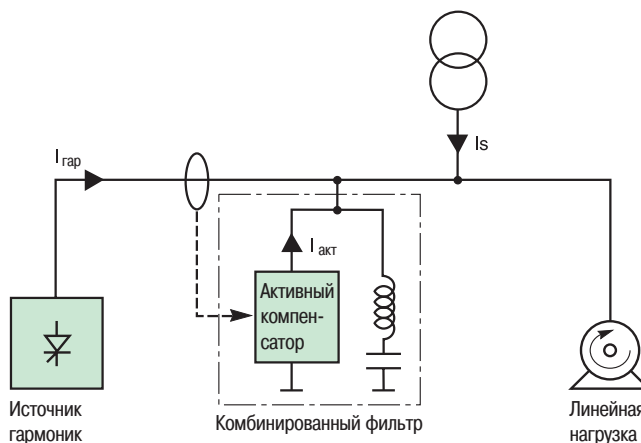 Is
I гар
I акт
Активный
компен-
сатор
Источник
гармоник
Комбинированный фильтр
Линейная
нагрузка